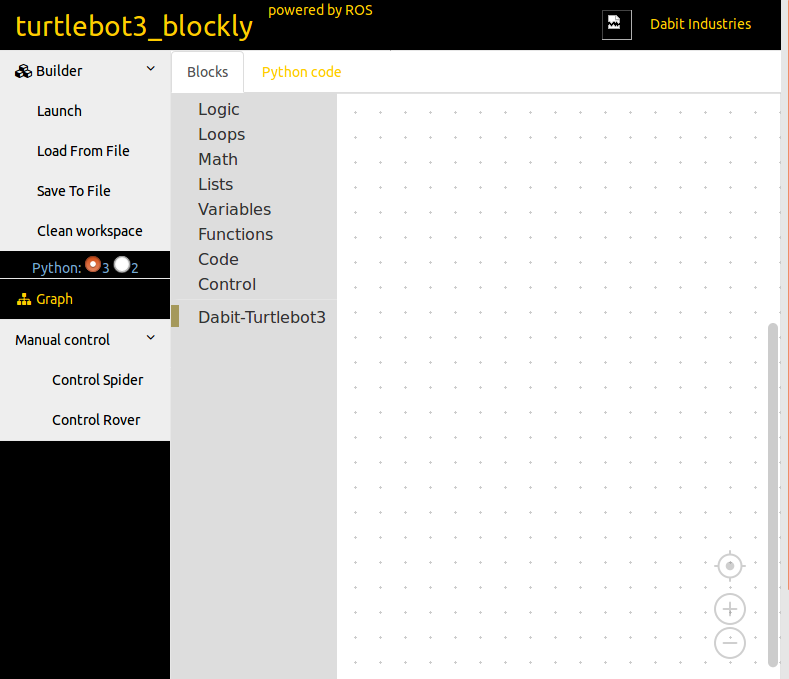 turtlebot3_blockly
powered by ROS
Dabit Industries
Builder
Launch
Load From File
Save To File
Clean workspace
Python: 3 2
Graph
Manual control
Control Spider
Control Rover
Blocks
Python code
Logic
Loops
Math
Lists
Variables
Functions
Code
Control
Dabit-Turtlebot3